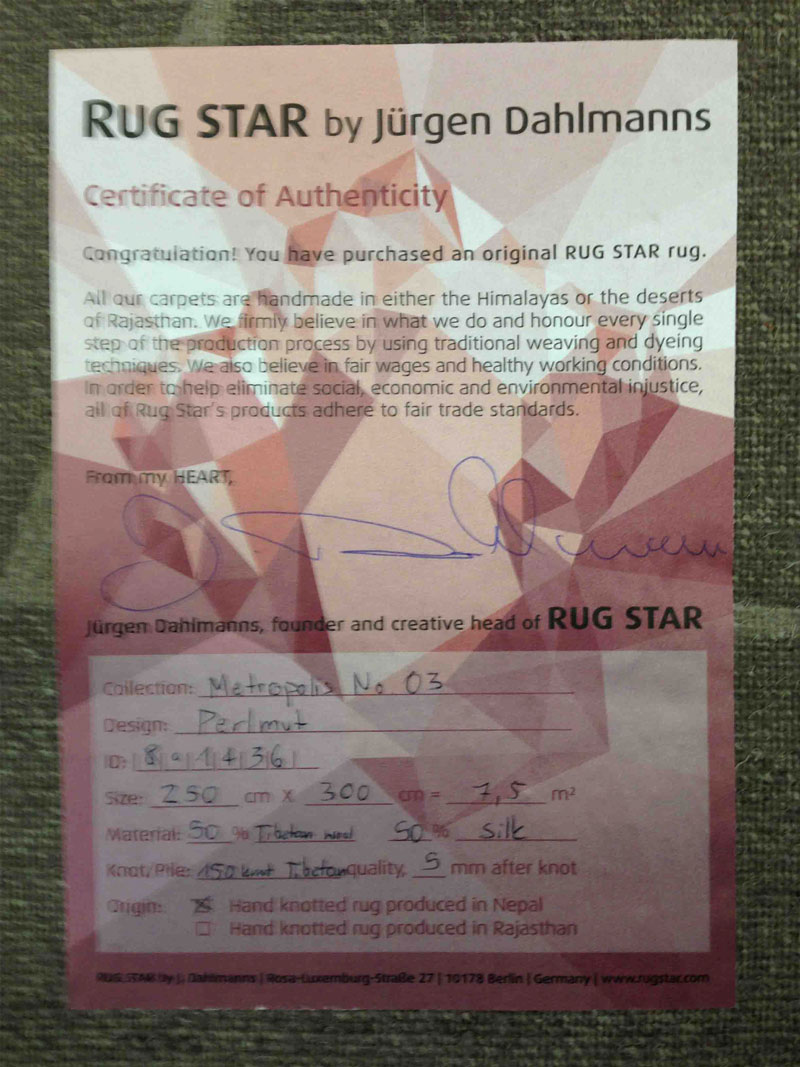 RUG STAR by Jürgen Dahlmanns
Certificate of Authenticity
Congratulation! You have purchased an original RUG STAR rug.
All our carpets are handmade in either the Himalayas or the deserts
of Rajasthan. We firmly believe in what we do and honour every single
step of the production process by using traditional weaving and dyeing
techniques. We also believe in fair wages and healthy working conditions.
In order to help eliminate social, economic and environmental injustice,
all of Rug Star's products adhere to fair trade standards.
From my HEART,
Jürgen Dahlmanns, founder and creative head of RUG STAR
Collection: Metropolis No 03
Design: Perlmut
ID:
Size: 250 cm X 300 cm = 7,5 m²
Material: 50 % Tibetan wool 50 % silk
Knot/Pile: 150 knot Tibetan quality, 5 mm after knot
Origin: ☒ Hand knotted rug produced in Nepal
☐ Hand knotted rug produced in Rajasthan
RUG STAR by J. Dahlmanns | Rosa-Luxemburg-Straße 27 | 10178 Berlin | Germany | www.rugstar.com